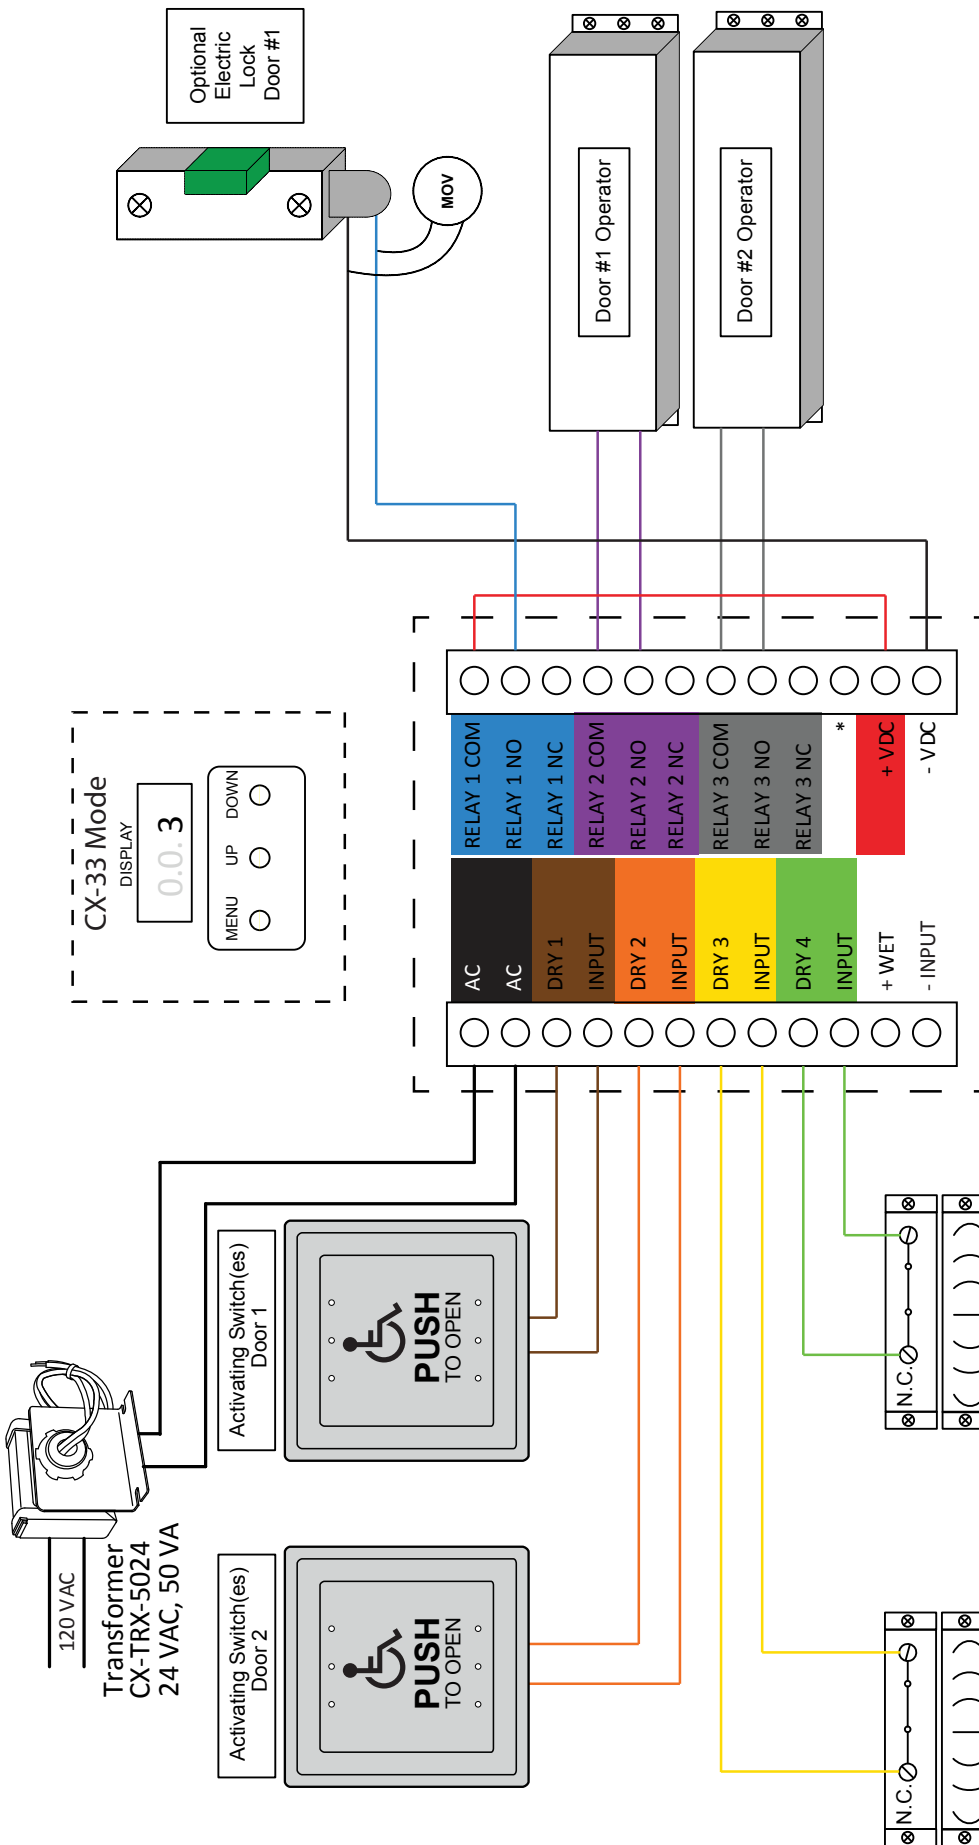 Optional
Electric
Lock
Door #1
MOV
Door #1 Operator
Door #2 Operator
CX-33 Mode
DISPLAY
0.0. 3
MENU UP DOWN
RELAY 1 COM
RELAY 1 NO
RELAY 1 NC
RELAY 2 COM
RELAY 2 NO
RELAY 2 NC
RELAY 3 COM
RELAY 3 NO
RELAY 3 NC
*
+ VDC
- VDC
AC
AC
DRY 1
INPUT
DRY 2
INPUT
DRY 3
INPUT
DRY 4
INPUT
+ WET
- INPUT
120 VAC
Transformer
CX-TRX-5024
24 VAC, 50 VA
Activating Switch(es)
Door 1
PUSH
TO OPEN
Activating Switch(es)
Door 2
PUSH
TO OPEN
N.C.
N.C.